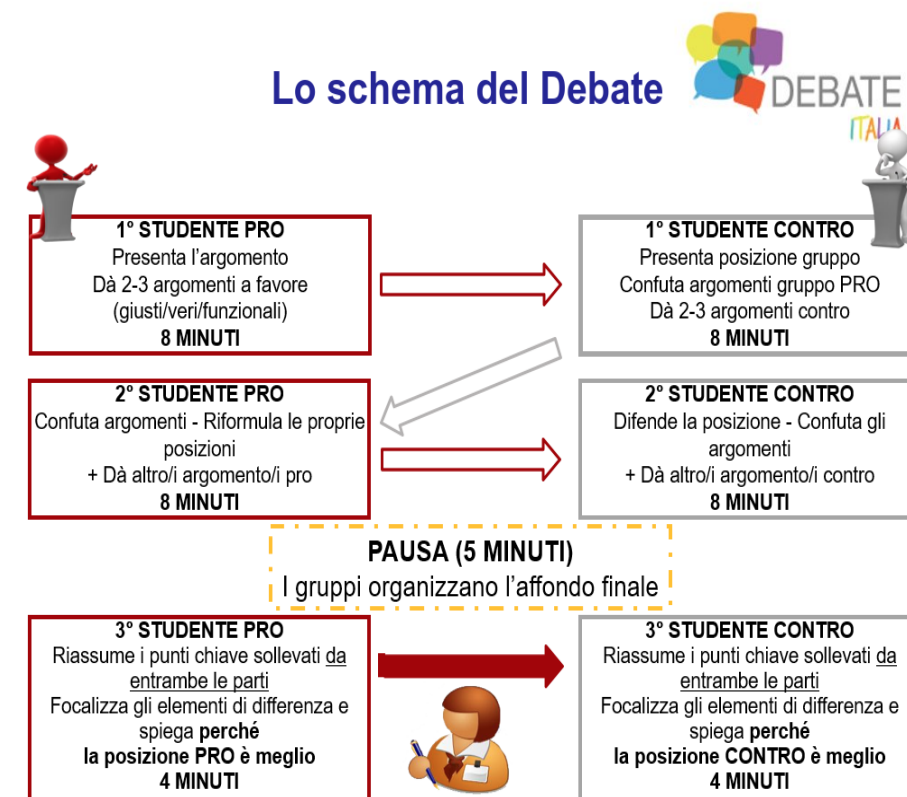 Lo schema del Debate
DEBATE
ITALIA
1° STUDENTE PRO
Presenta l'argomento
Dà 2-3 argomenti a favore
(giusti/veri/funzionali)
8 MINUTI
1° STUDENTE CONTRO
Presenta posizione gruppo
Confuta argomenti gruppo PRO
Dà 2-3 argomenti contro
8 MINUTI
2° STUDENTE PRO
Confuta argomenti - Riformula le proprie
posizioni
+ Dà altro/i argomento/i pro
8 MINUTI
2° STUDENTE CONTRO
Difende la posizione - Confuta gli
argomenti
+ Dà altro/i argomento/i contro
8 MINUTI
PAUSA (5 MINUTI)
I gruppi organizzano l'affondo finale
3° STUDENTE PRO
Riassume i punti chiave sollevati da
entrambe le parti
Focalizza gli elementi di differenza e
spiega perché
la posizione PRO è meglio
4 MINUTI
3° STUDENTE CONTRO
Riassume i punti chiave sollevati da
entrambe le parti
Focalizza gli elementi di differenza e
spiega perché
la posizione CONTRO è meglio
4 MINUTI